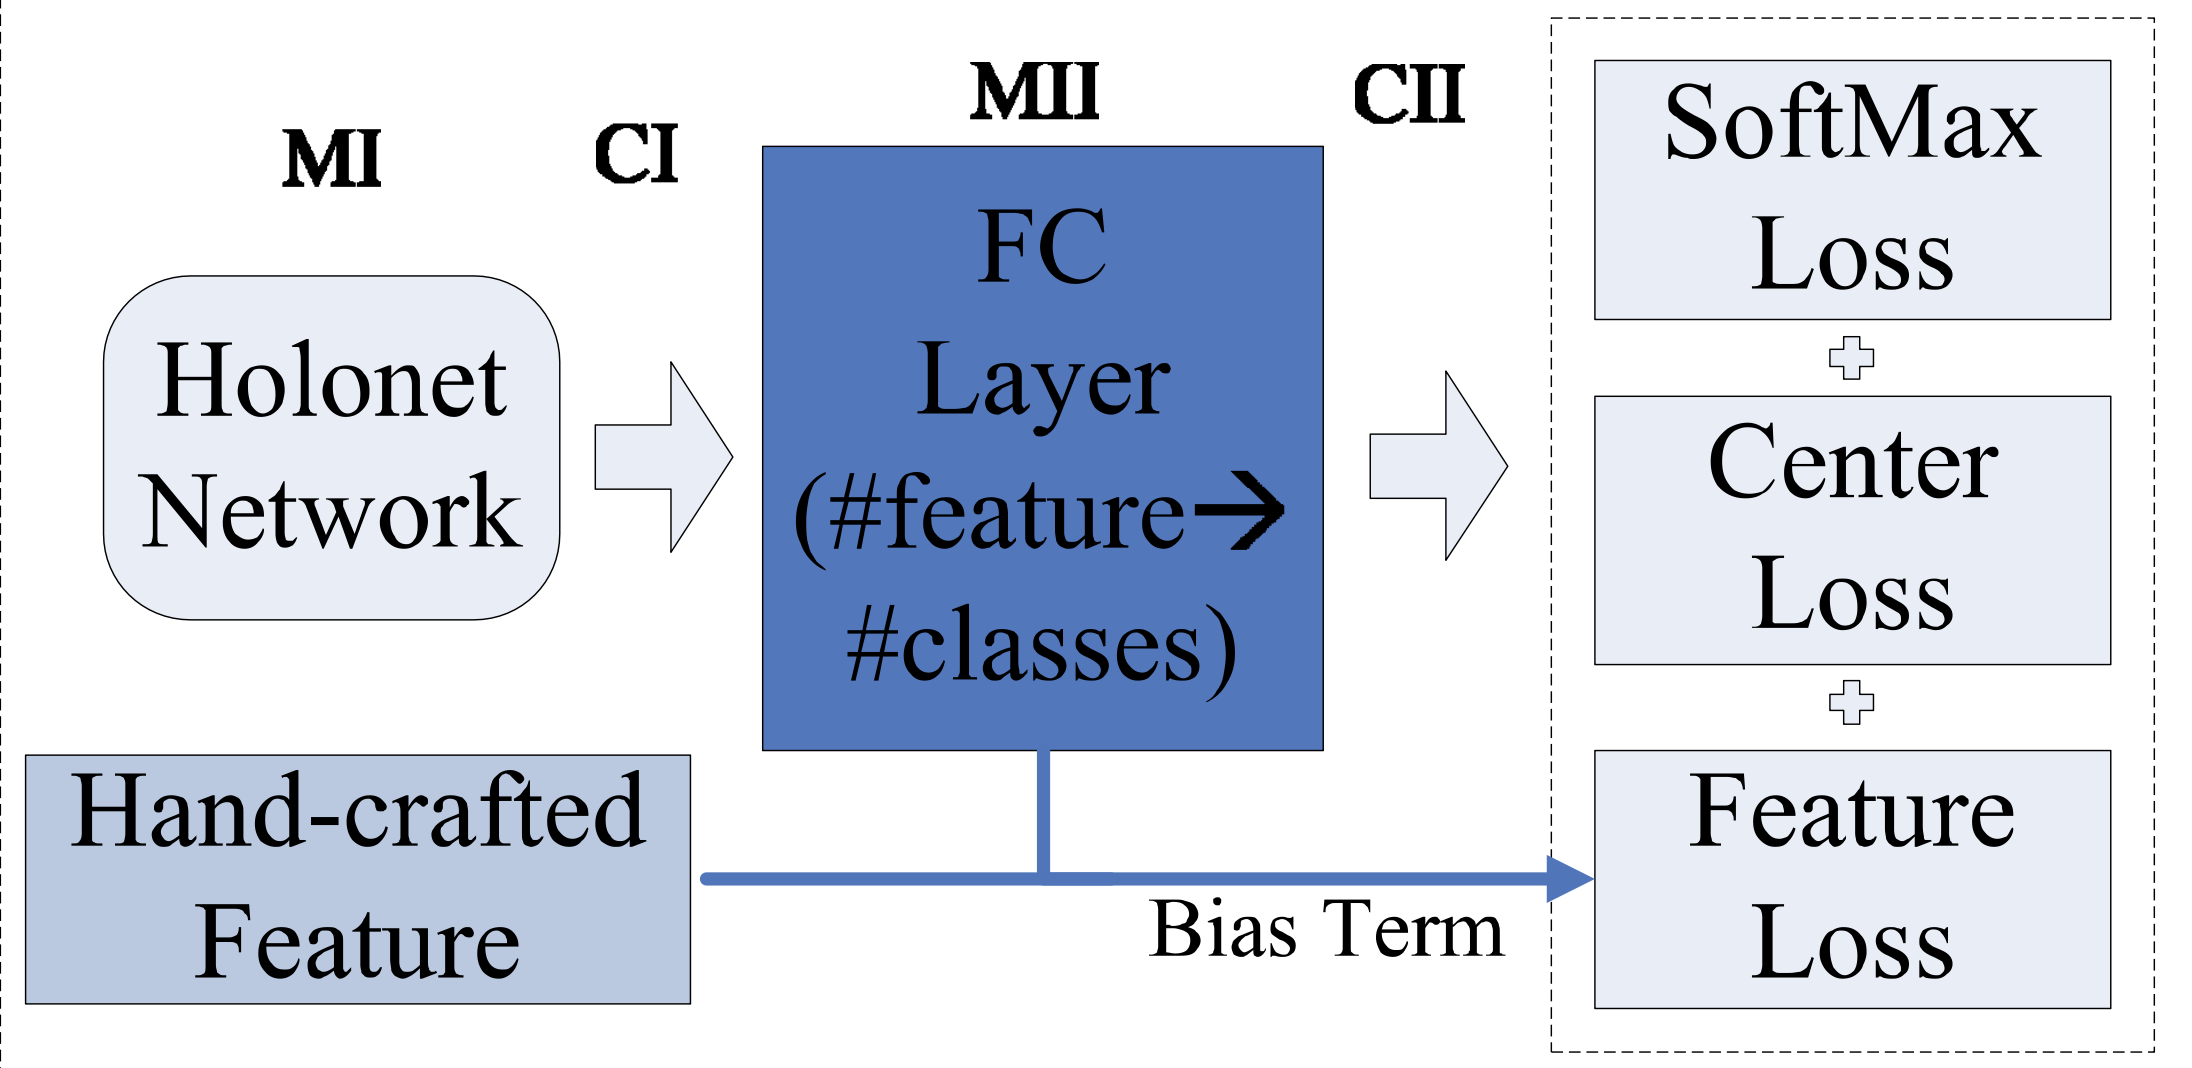 MI
CI
MII
CII
Holonet
Network
FC
Layer
(#feature→
#classes)
SoftMax
Loss
Center
Loss
Hand-crafted
Feature
Bias Term
Feature
Loss